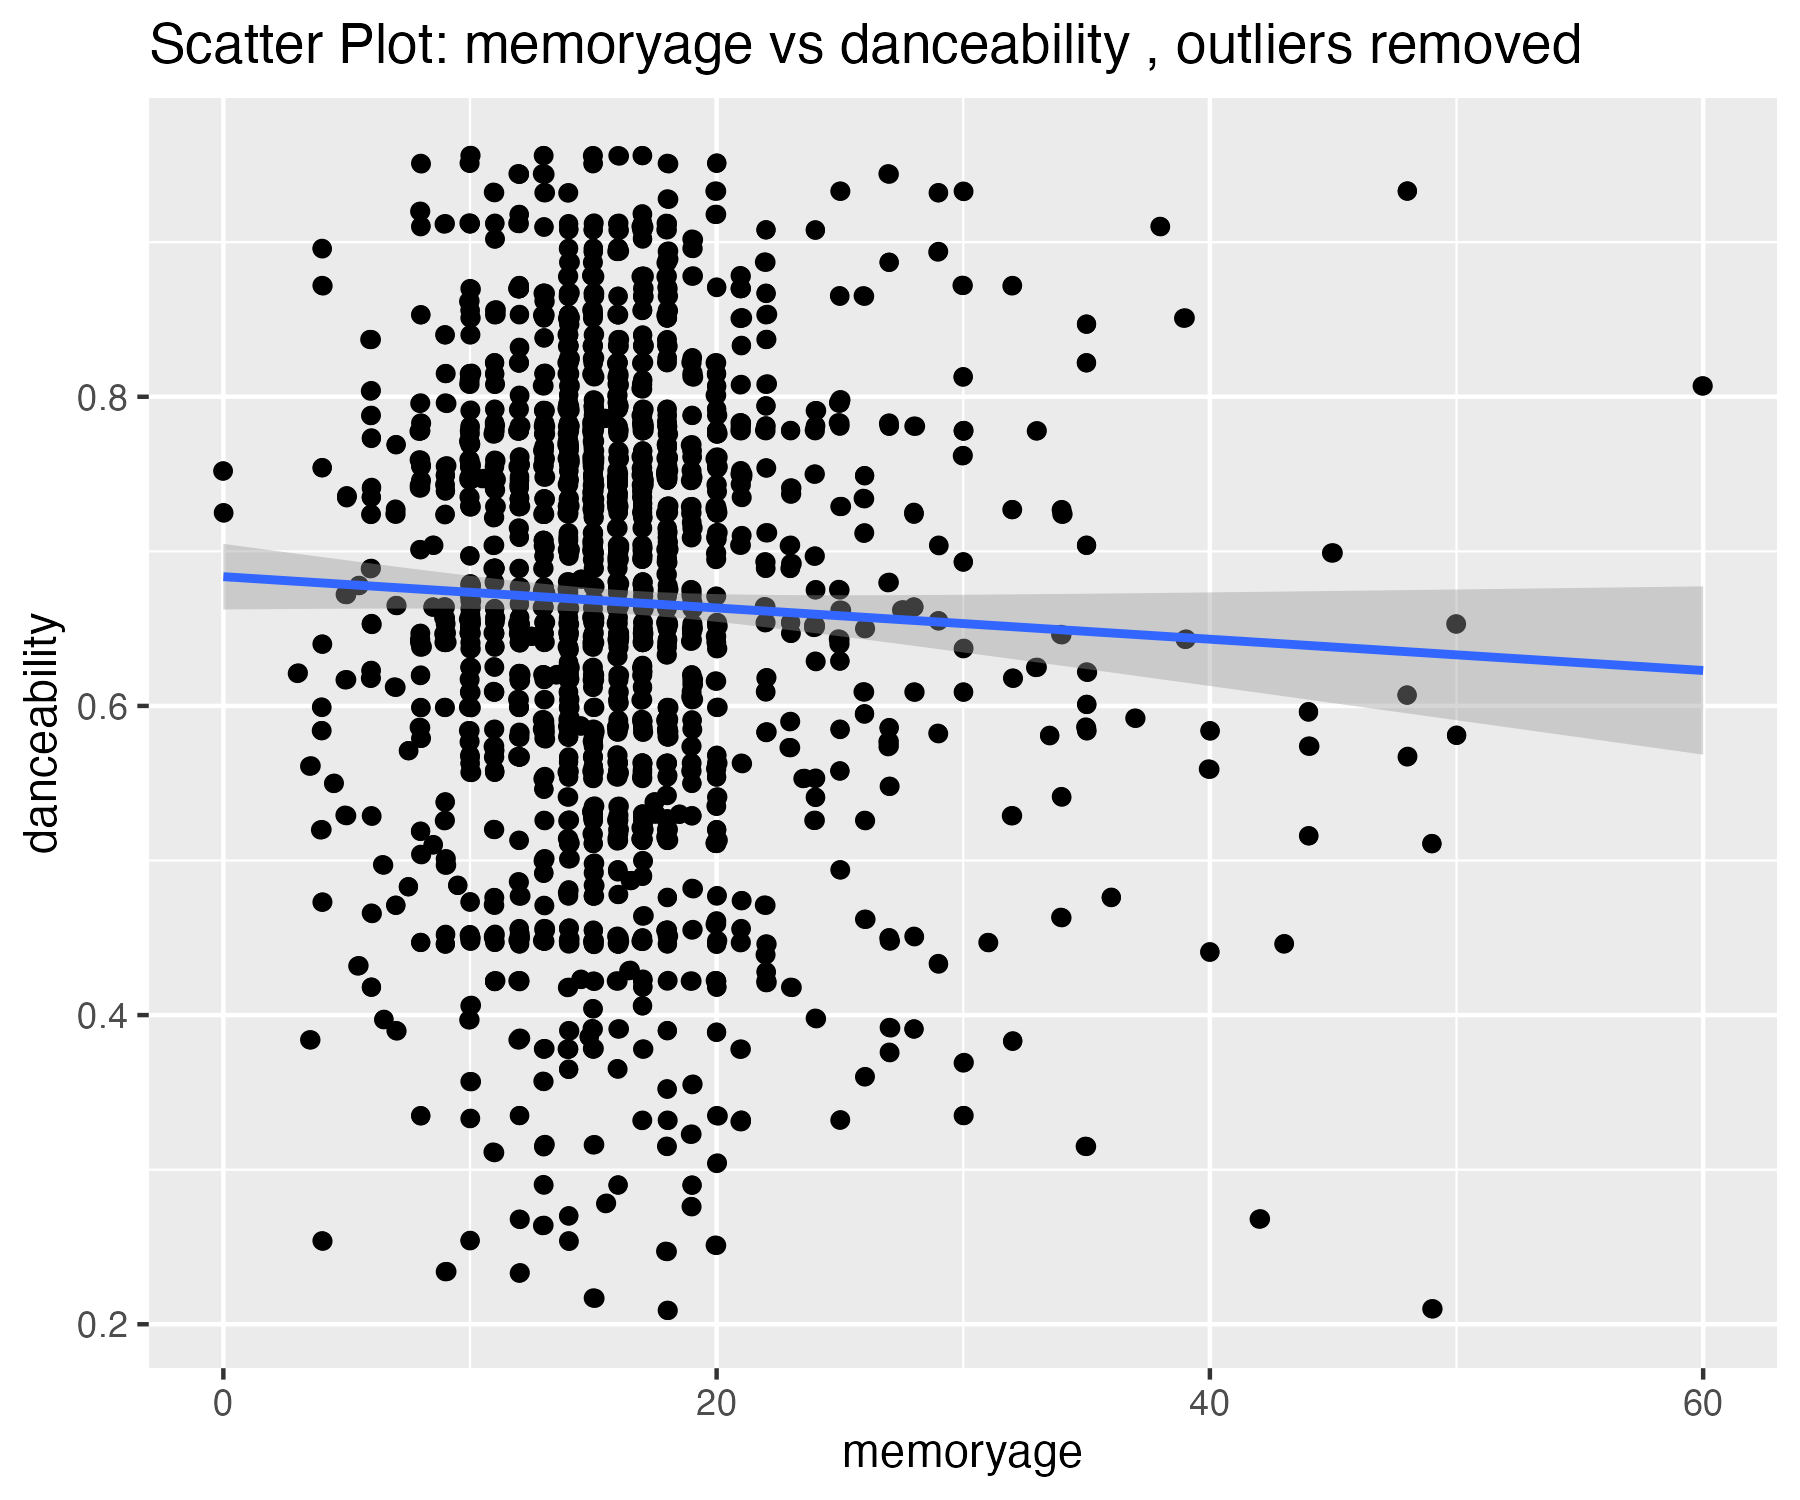 Scatter Plot: memoryage vs danceability , outliers removed
danceability
0.8
0.6
0.4
0.2
0 20 40 60
memoryage